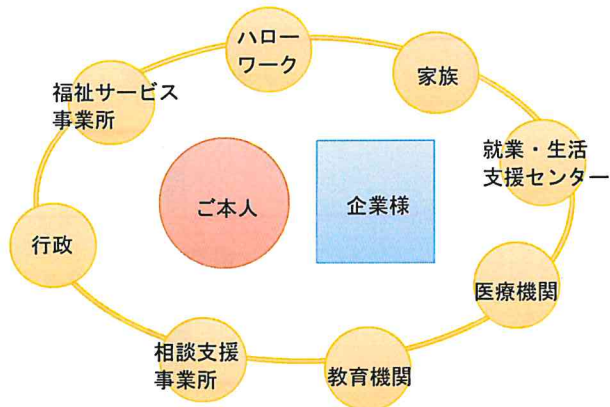 ハロー
ワーク
家族
福祉サービス
事業所
就業・生活
支援センター
ご本人
企業様
行政
医療機関
相談支援
事業所
教育機関